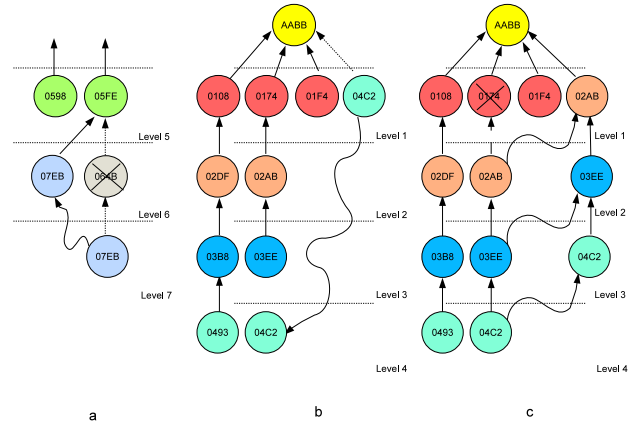 AABB
AABB
0598
05FE
0108
0174
01F4
04C2
0108
0174
01F4
02AB
Level 5
Level 1
Level 1
07EB
064B
02DF
02AB
02DF
02AB
03EE
Level 6
Level 2
Level 2
07EB
03B8
03EE
03B8
03EE
04C2
Level 7
Level 3
Level 3
0493
04C2
0493
04C2
Level 4
Level 4
a
b
c